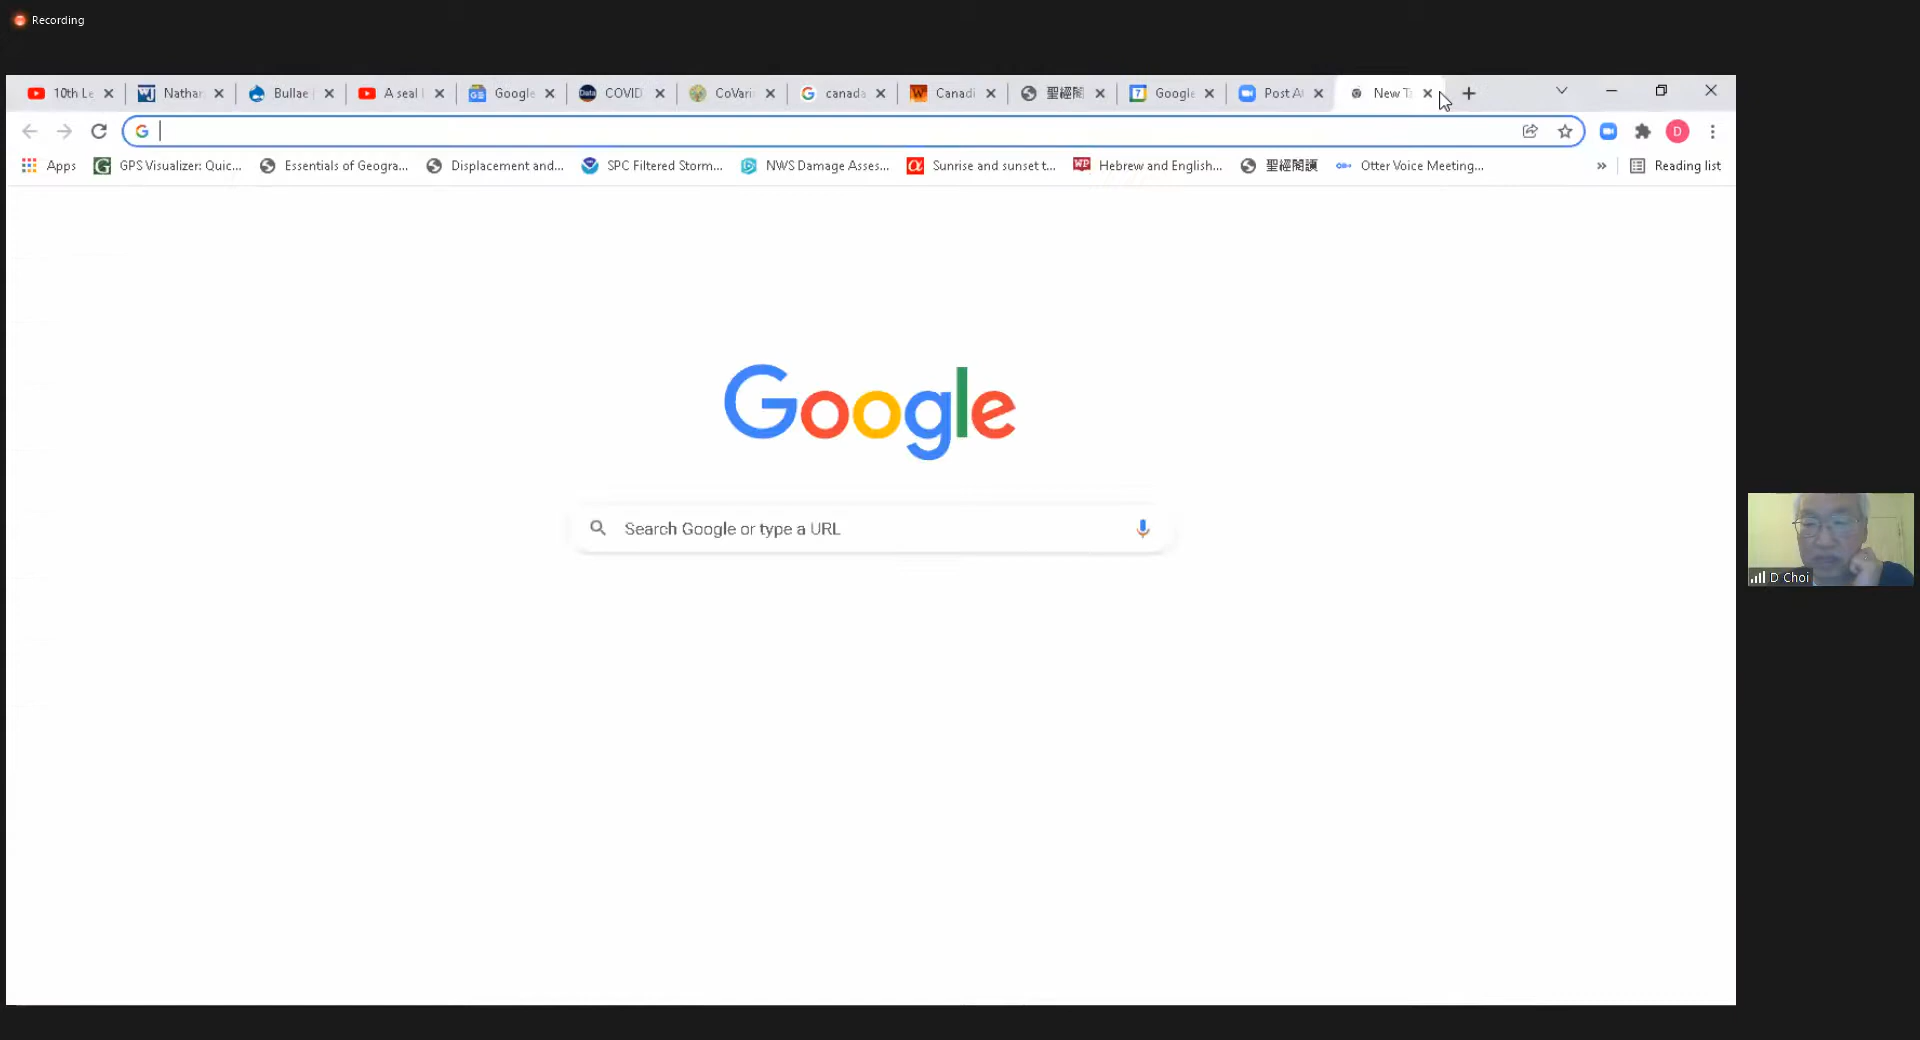 Recording
10th Le Nathan Bullae A seal Google COVID CoVari canada Canadi 聖經閱 Google Post At New T
Apps GPS Visualizer: Quic... Essentials of Geogra... Displacement and... SPC Filtered Storm... NWS Damage Asses... Sunrise and sunset t... Hebrew and English... 聖經閱讀 Otter Voice Meeting... » Reading list
Google
Search Google or type a URL
D Choi